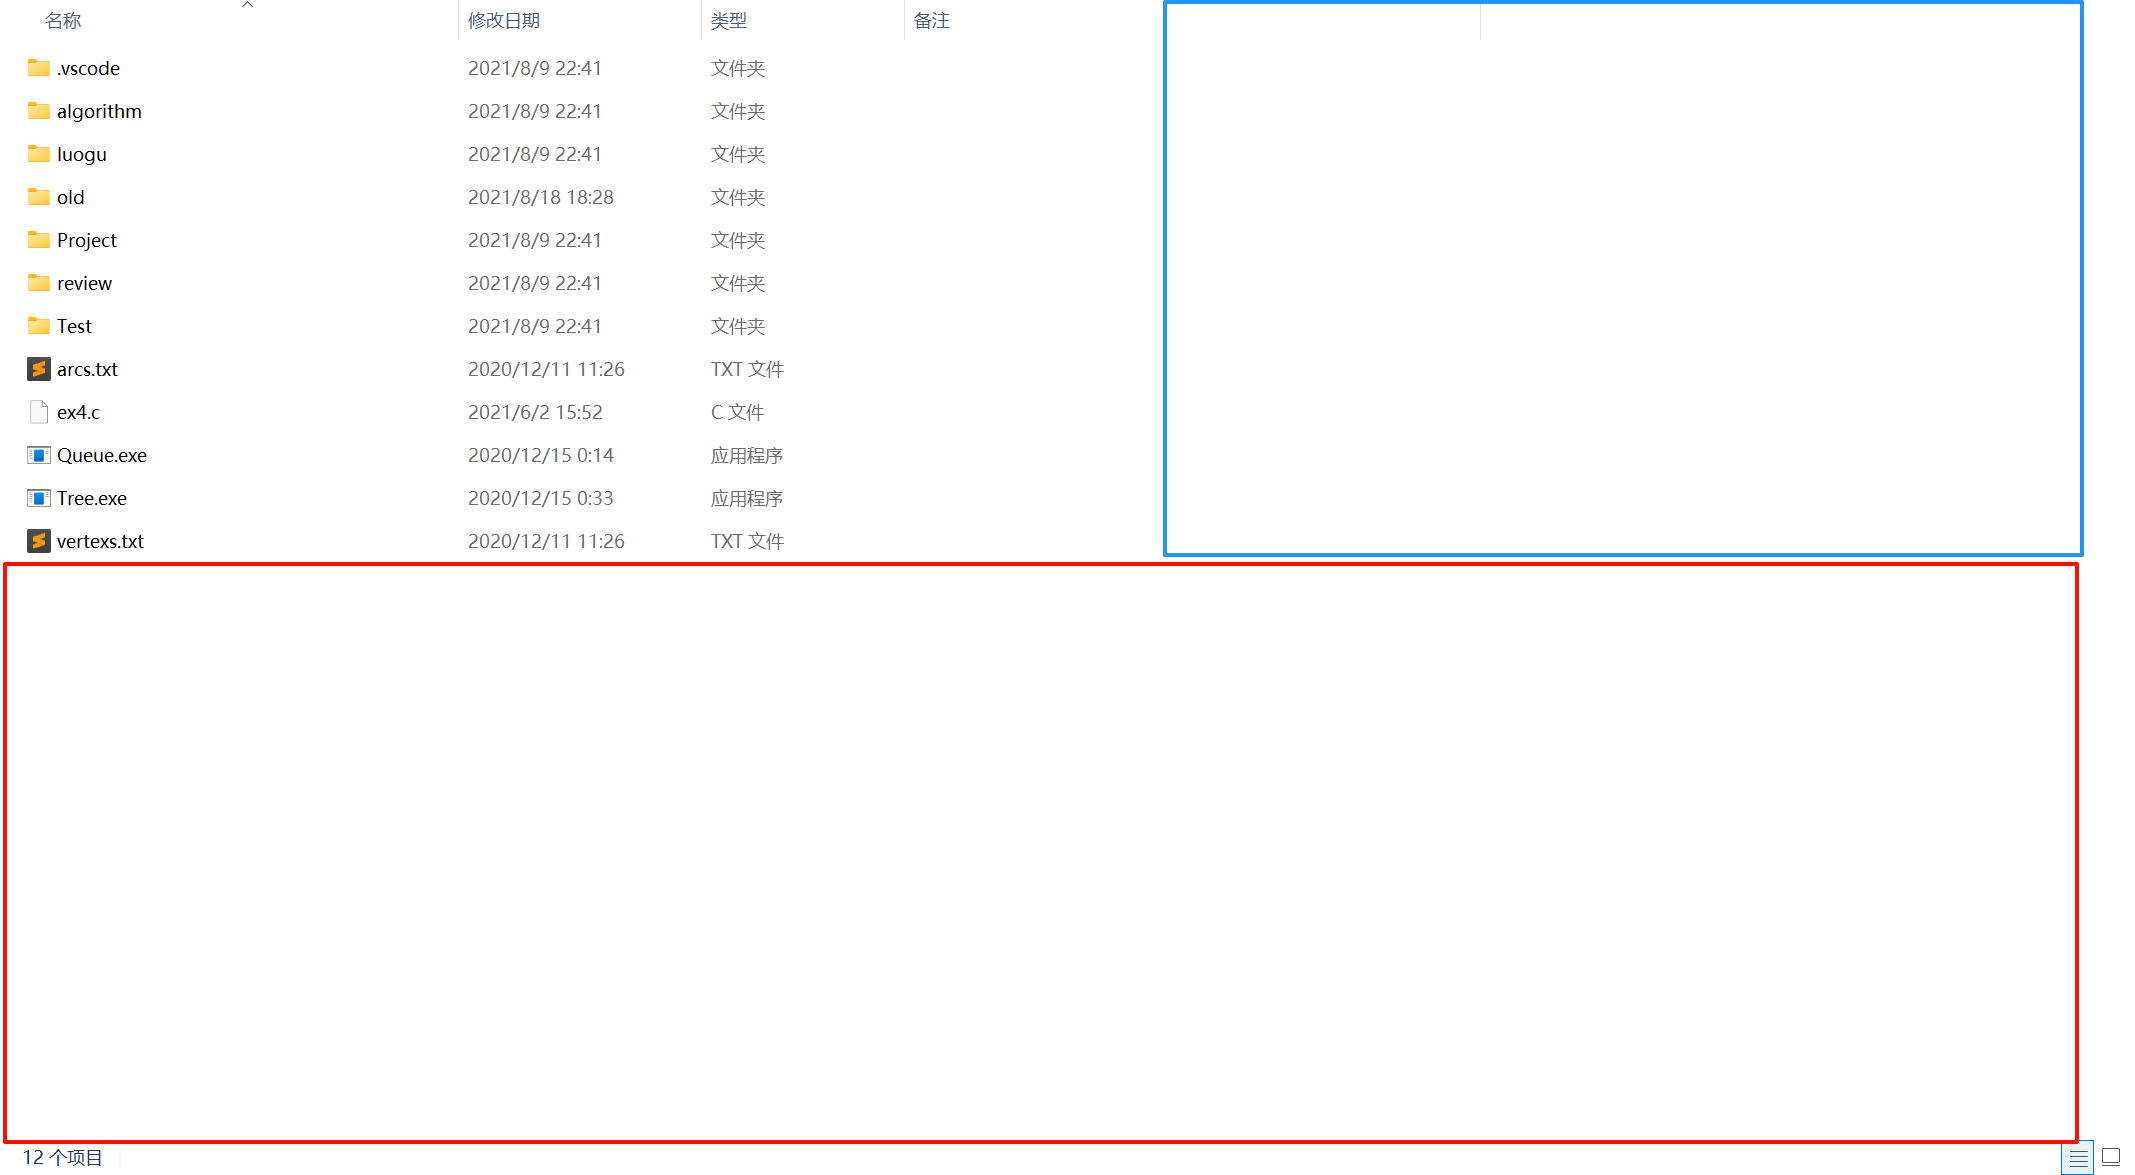 名称 修改日期 类型 备注
.vscode 2021/8/9 22:41 文件夹
algorithm 2021/8/9 22:41 文件夹
luogu 2021/8/9 22:41 文件夹
old 2021/8/18 18:28 文件夹
Project 2021/8/9 22:41 文件夹
review 2021/8/9 22:41 文件夹
Test 2021/8/9 22:41 文件夹
arcs.txt 2020/12/11 11:26 TXT 文件
ex4.c 2021/6/2 15:52 C 文件
Queue.exe 2020/12/15 0:14 应用程序
Tree.exe 2020/12/15 0:33 应用程序
vertexs.txt 2020/12/11 11:26 TXT 文件
12 个项目